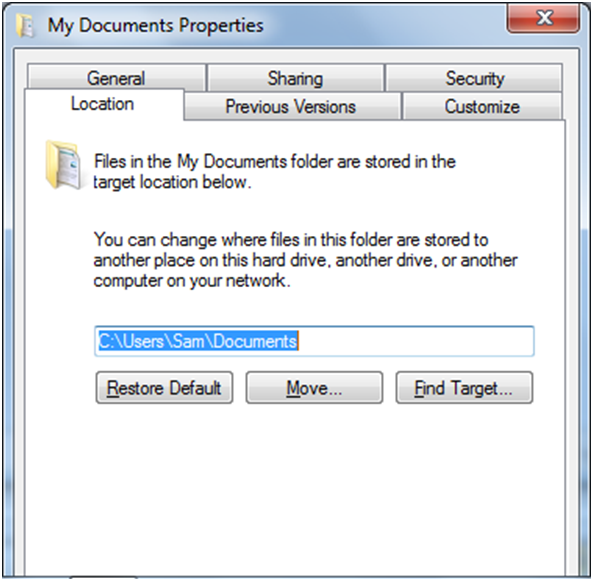 My Documents Properties
General
Sharing
Security
Location
Previous Versions
Customize
Files in the My Documents folder are stored in the
target location below.
You can change where files in this folder are stored to
another place on this hard drive, another drive, or another
computer on your network.
C:\Users\Sam\Documents
Restore Default
Move...
Find Target...